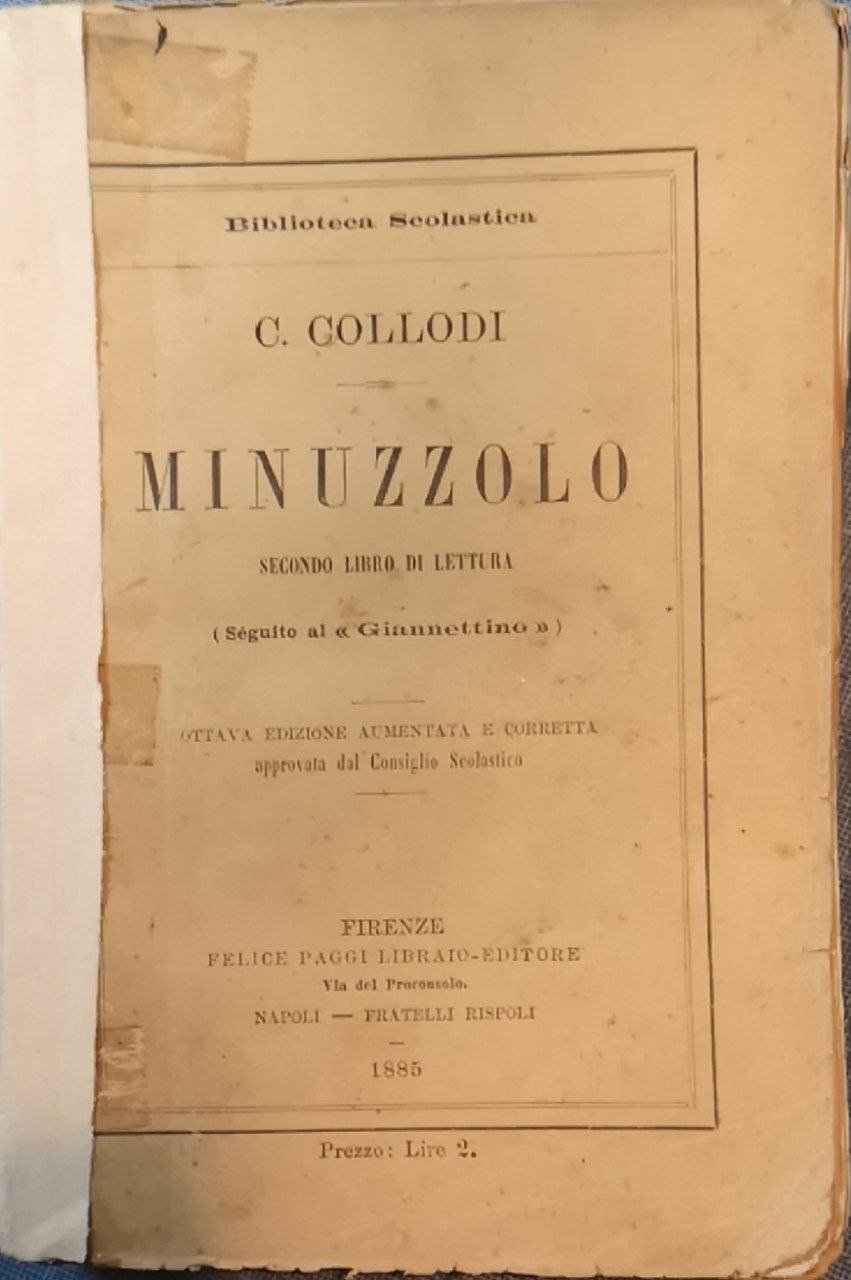 Biblioteca Scolastica
C. COLLODI
MINUZZOLO
SECONDO LIBRO DI LETTURA
(Séguito al « Giannettino »)
OTTAVA EDIZIONE AUMENTATA E CORRETTA
approvata dal Consiglio Scolastico
FIRENZE
FELICE PAGGI LIBRAIO-EDITORE
Via del Proconsolo.
NAPOLI — FRATELLI RISPOLI
1885
Prezzo: Lire 2.